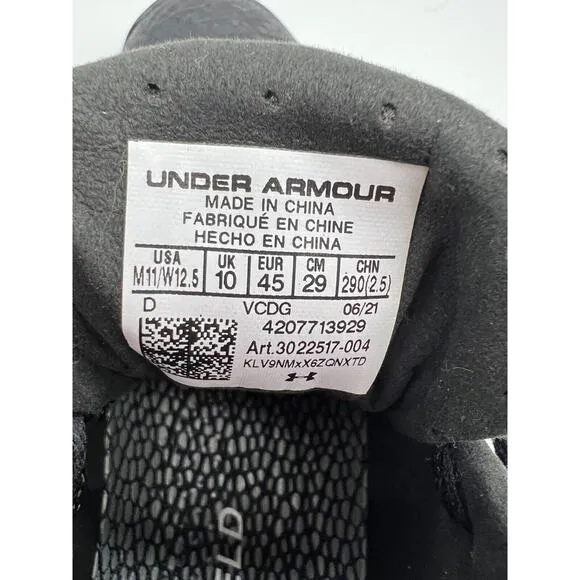 UNDER ARMOUR
MADE IN CHINA
FABRIQUÉ EN CHINE
HECHO EN CHINA
USA UK EUR CM CHN
M11/W12.5 10 45 29 290(2.5)
D VCDG 06/21
4207713929
Art.3022517-004
KLV9NMxX6ZQNXTD
ELD